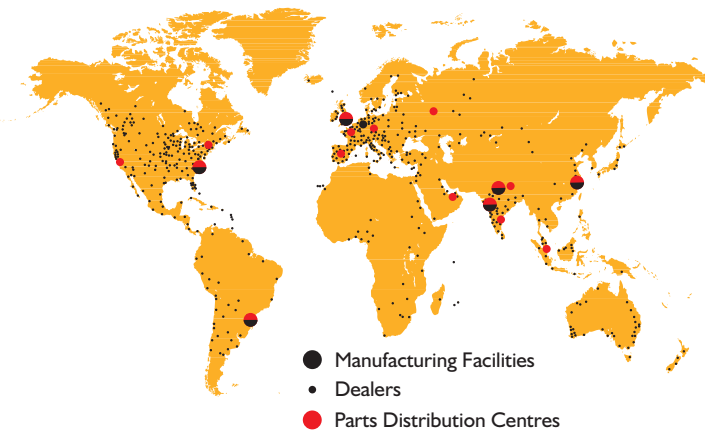 Manufacturing Facilities
Dealers
Parts Distribution Centres